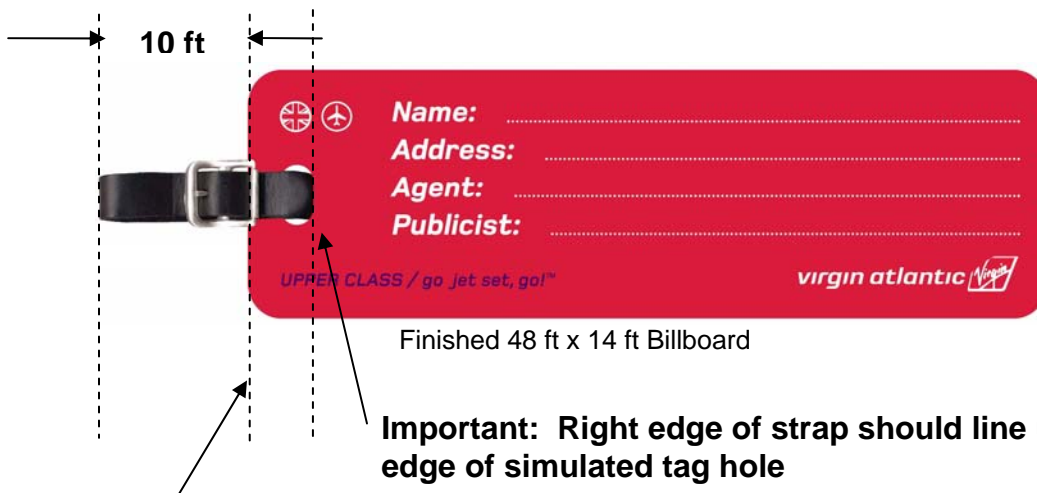 10 ft
Name:
Address:
Agent:
Publicist:
UPPER CLASS / go jet set, go!™
virgin atlantic Virgin
Finished 48 ft x 14 ft Billboard
Important: Right edge of strap should line
edge of simulated tag hole